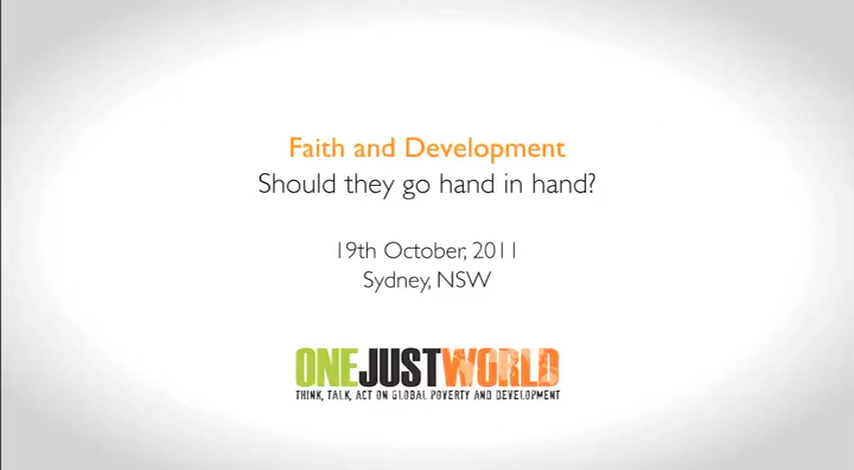 Faith and Development
Should they go hand in hand?
19th October, 2011
Sydney, NSW
ONEJUSTWORLD
THINK, TALK, ACT ON GLOBAL POVERTY AND DEVELOPMENT